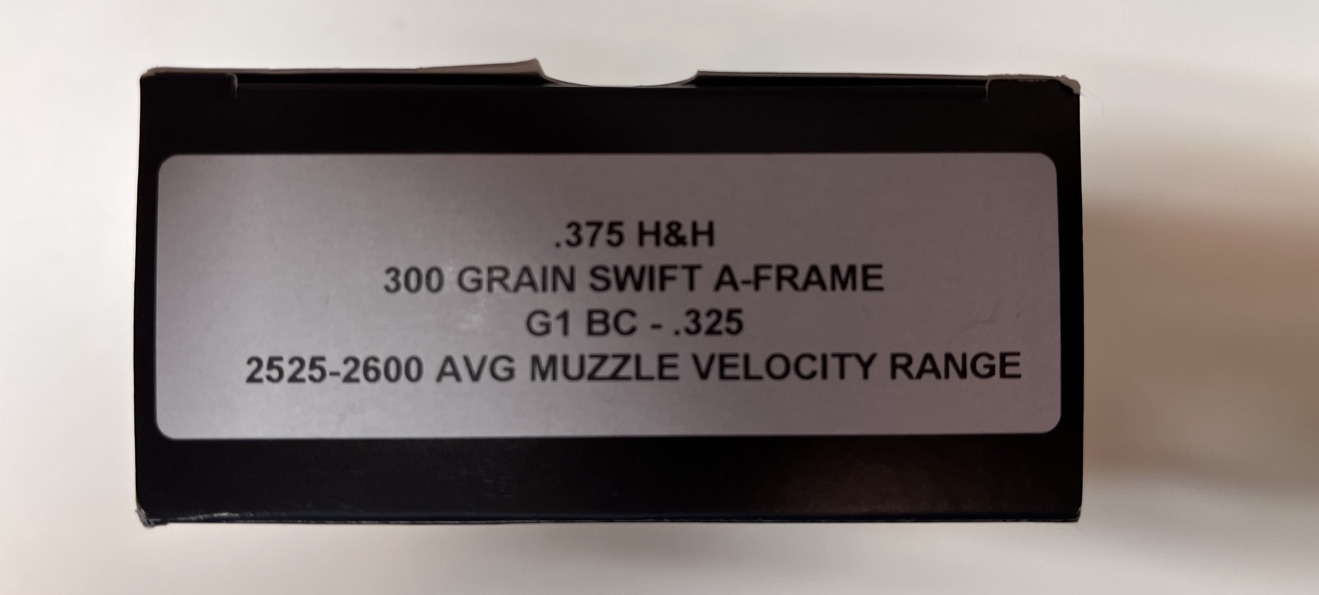 .375 H&H
300 GRAIN SWIFT A-FRAME
G1 BC - .325
2525-2600 AVG MUZZLE VELOCITY RANGE